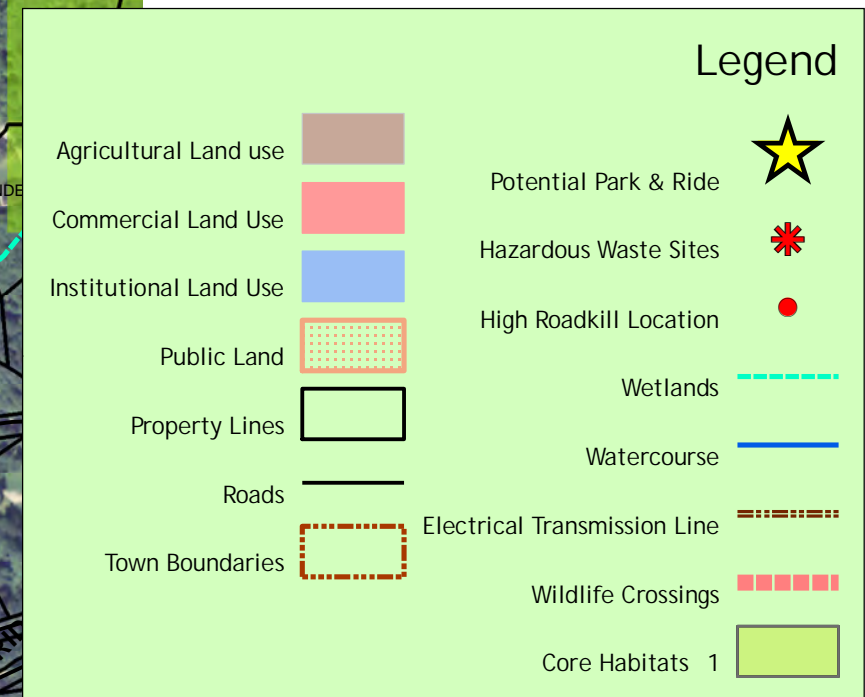 Legend
Agricultural Land use
Commercial Land Use
Institutional Land Use
Public Land
Property Lines
Roads
Town Boundaries
Potential Park & Ride
Hazardous Waste Sites
High Roadkill Location
Wetlands
Watercourse
Electrical Transmission Line
Wildlife Crossings
Core Habitats 1